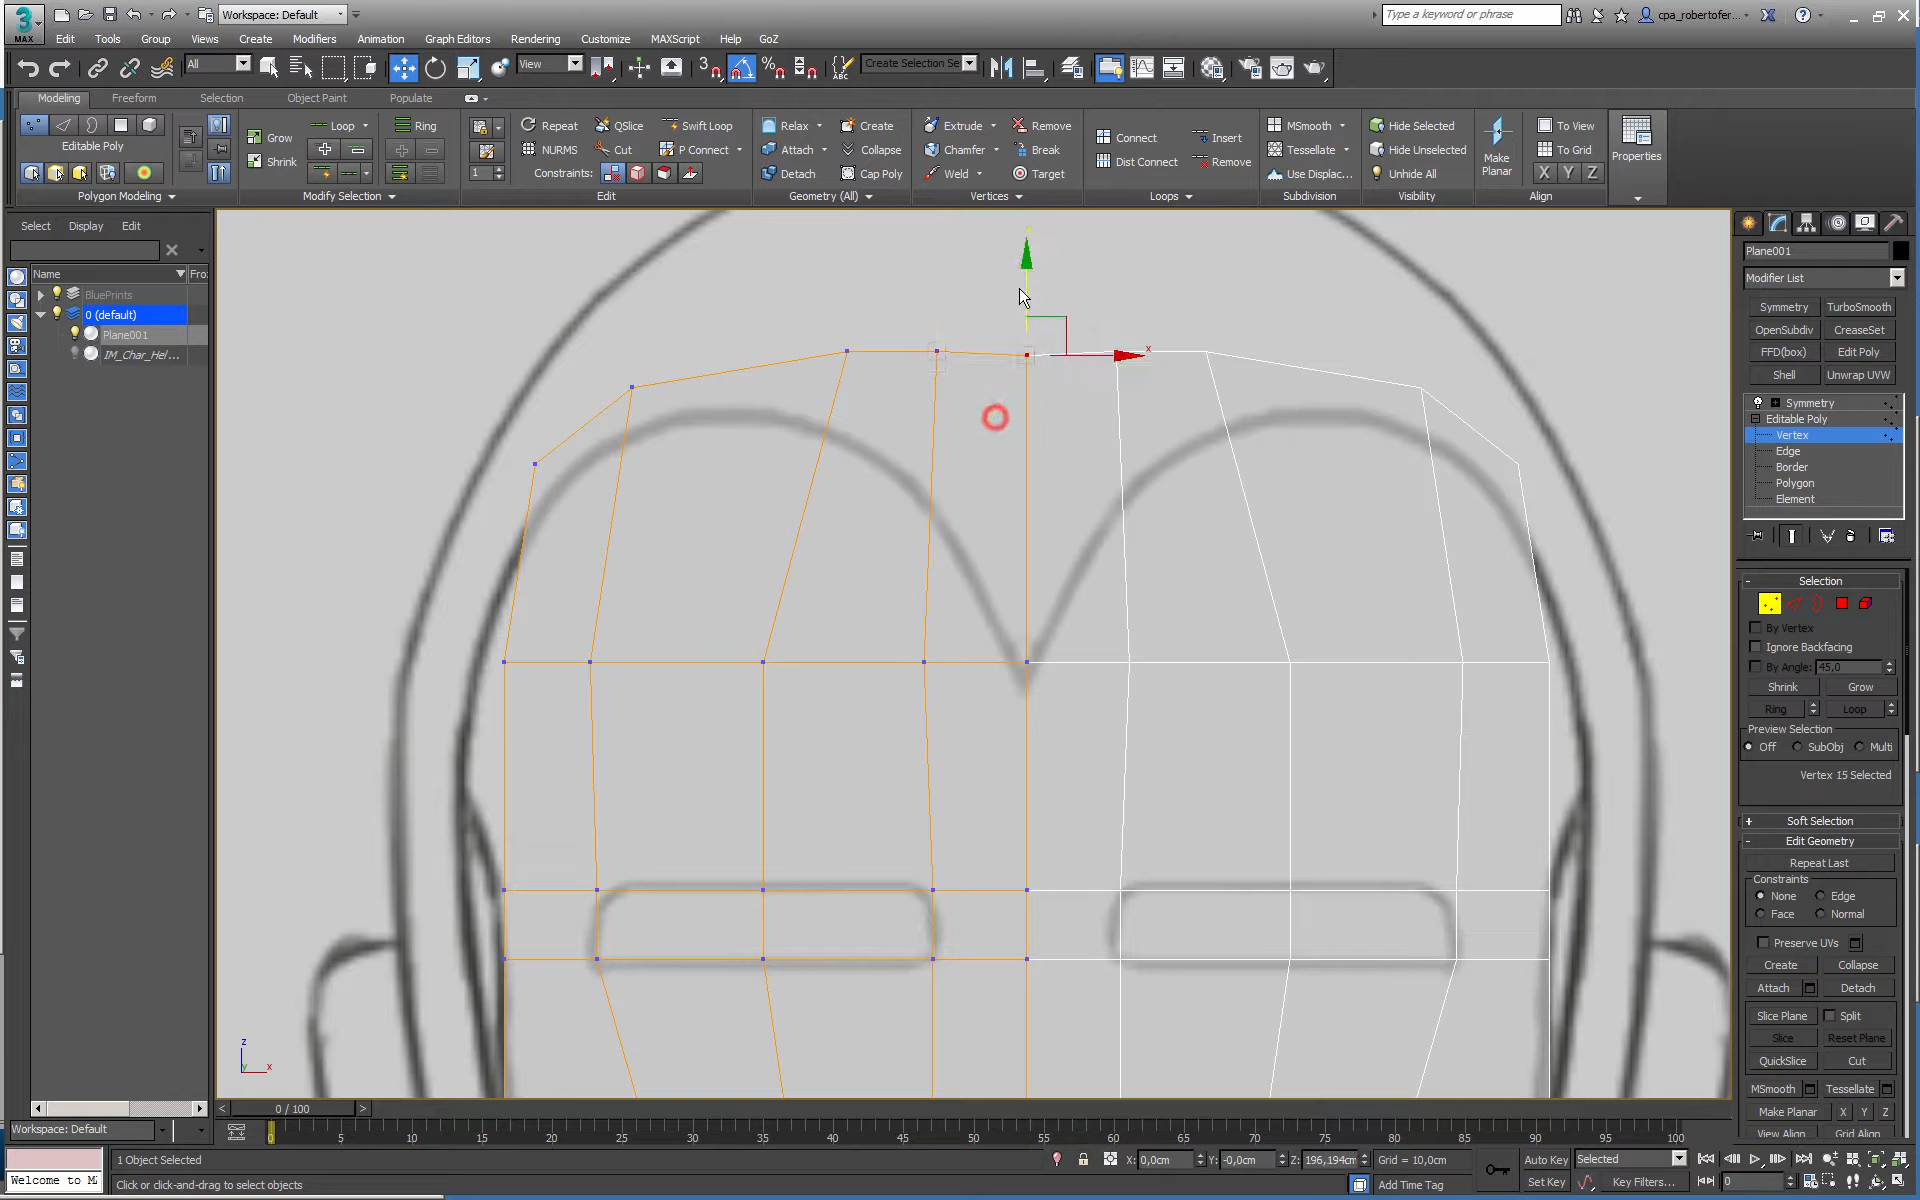 3
MAX
Workspace: Default
Type a keyword or phrase
cpa_robertofer...
Edit Tools Group Views Create Modifiers Animation Graph Editors Rendering Customize MAXScript Help GoZ
All
View
3
%
ABC
Create Selection Se
Modeling Freeform Selection Object Paint Populate
Editable Poly
Grow
Shrink
Loop
Ring
Repeat
NURMS
QSlice
Cut
Swift Loop
P Connect
1
Constraints:
Relax
Attach
Detach
Create
Collapse
Cap Poly
Extrude
Chamfer
Weld
Remove
Break
Target
Connect
Dist Connect
Insert
Remove
MSmooth
Tessellate
Use Displac...
Hide Selected
Hide Unselected
Unhide All
Make
Planar
To View
To Grid
X Y Z
Properties
Polygon Modeling Modify Selection Edit Geometry (All) Vertices Loops Subdivision Visibility Align
Select Display Edit
Name Fro
BluePrints
0 (default)
Plane001
IM_Char_Hel...
x
z
y x
Plane001
Modifier List
Symmetry TurboSmooth
OpenSubdiv CreaseSet
FFD(box) Edit Poly
Shell Unwrap UVW
Symmetry
Editable Poly
Vertex
Edge
Border
Polygon
Element
- Selection
By Vertex
Ignore Backfacing
By Angle: 45,0
Shrink Grow
Ring Loop
Preview Selection
Off SubObj Multi
Vertex 15 Selected
+ Soft Selection
- Edit Geometry
Repeat Last
Constraints
None Edge
Face Normal
Preserve UVs
Create Collapse
Attach Detach
Slice Plane Split
Slice Reset Plane
QuickSlice Cut
MSmooth Tessellate
Make Planar X Y Z
View Align Grid Align
< 0 / 100 >
Workspace: Default
0 5 10 15 20 25 30 35 40 45 50 55 60 65 70 75 80 85 90 95 100
1 Object Selected
X: 0,0cm Y: -0,0cm Z: 196,194cm Grid = 10,0cm
Auto Key Selected
Welcome to M
Click or click-and-drag to select objects
Add Time Tag
Set Key Key Filters...
0